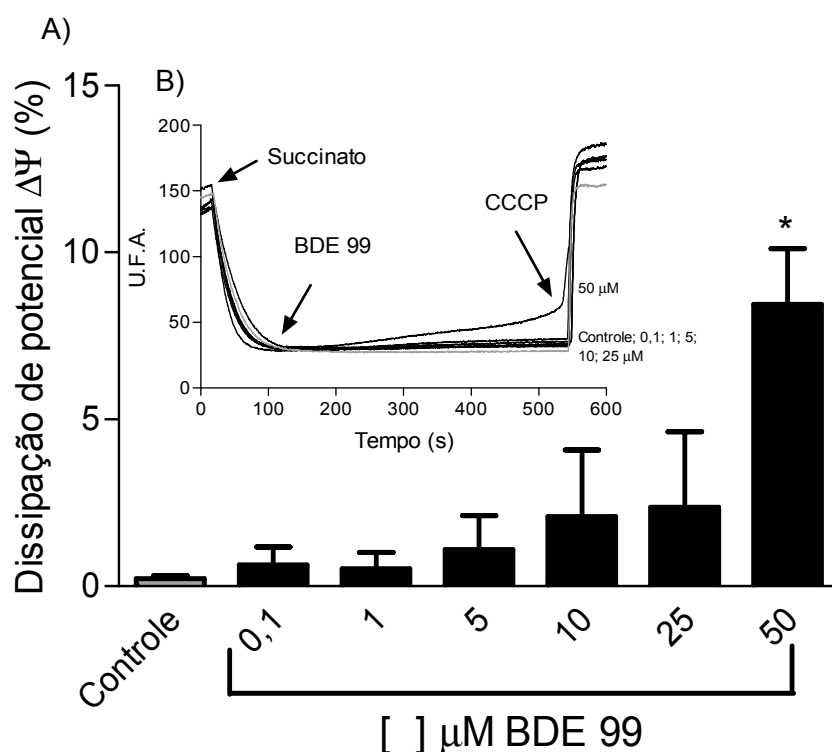 A)
Dissipação de potencial ΔΨ (%)
15
10
5
0
B)
U.F.A.
200
150
100
50
0
Succinato
BDE 99
CCCP
50 μM
Controle; 0,1; 1; 5;
10; 25 μM
0 100 200 300 400 500 600
Tempo (s)
*
Controle 0,1 1 5 10 25 50
[ ] μM BDE 99